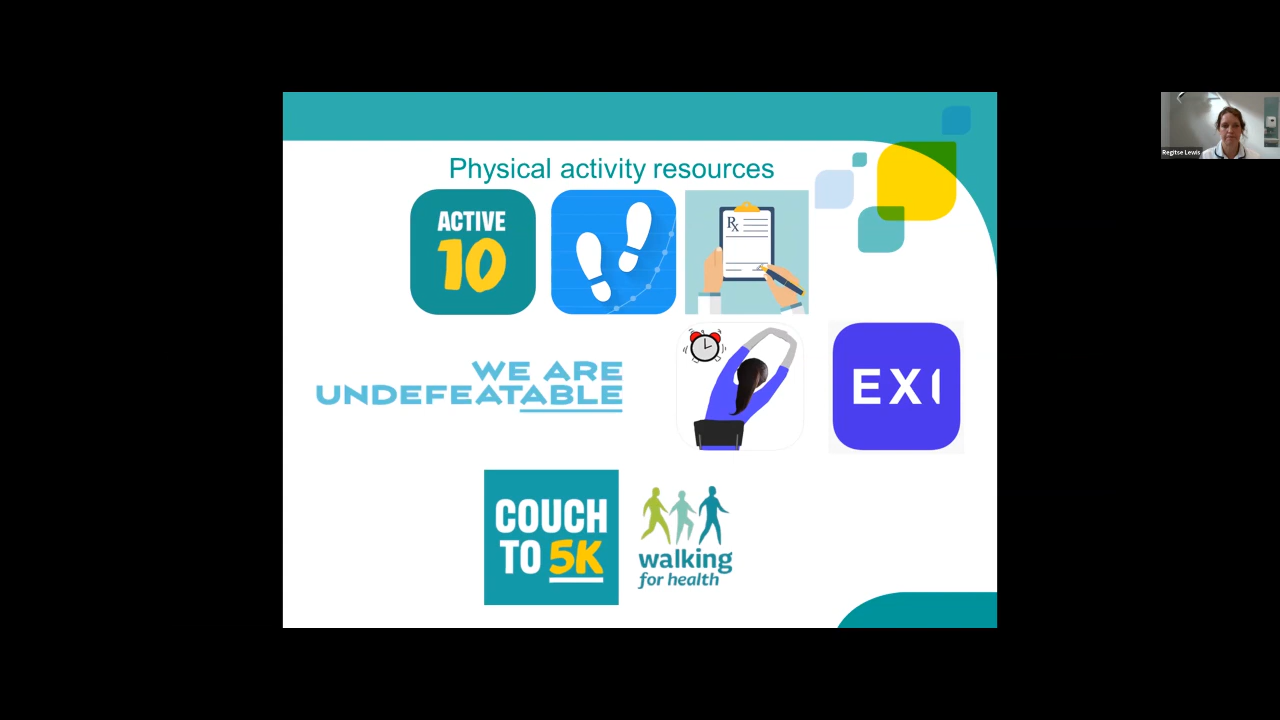 Physical activity resources
ACTIVE
10
Rx
WE ARE
UNDEFEATABLE
EXI
COUCH
TO 5K
walking
for health
Regitse Lewis